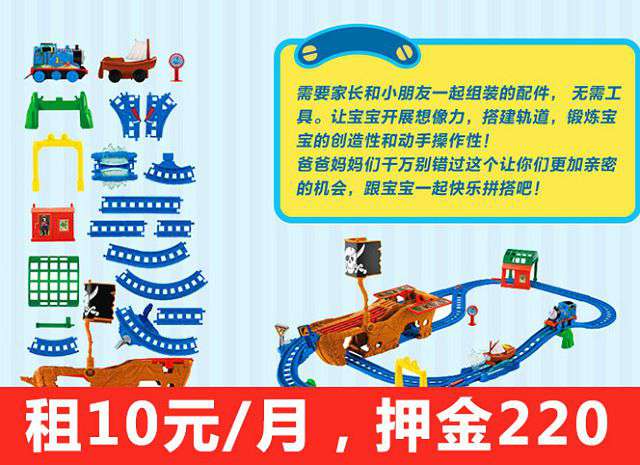 需要家长和小朋友一起组装的配件， 无需工
具。让宝宝开展想像力，搭建轨道，锻炼宝
宝的创造性和动手操作性！
爸爸妈妈们千万别错过这个让你们更加亲密
的机会，跟宝宝一起快乐拼搭吧！
租10元/月，押金220